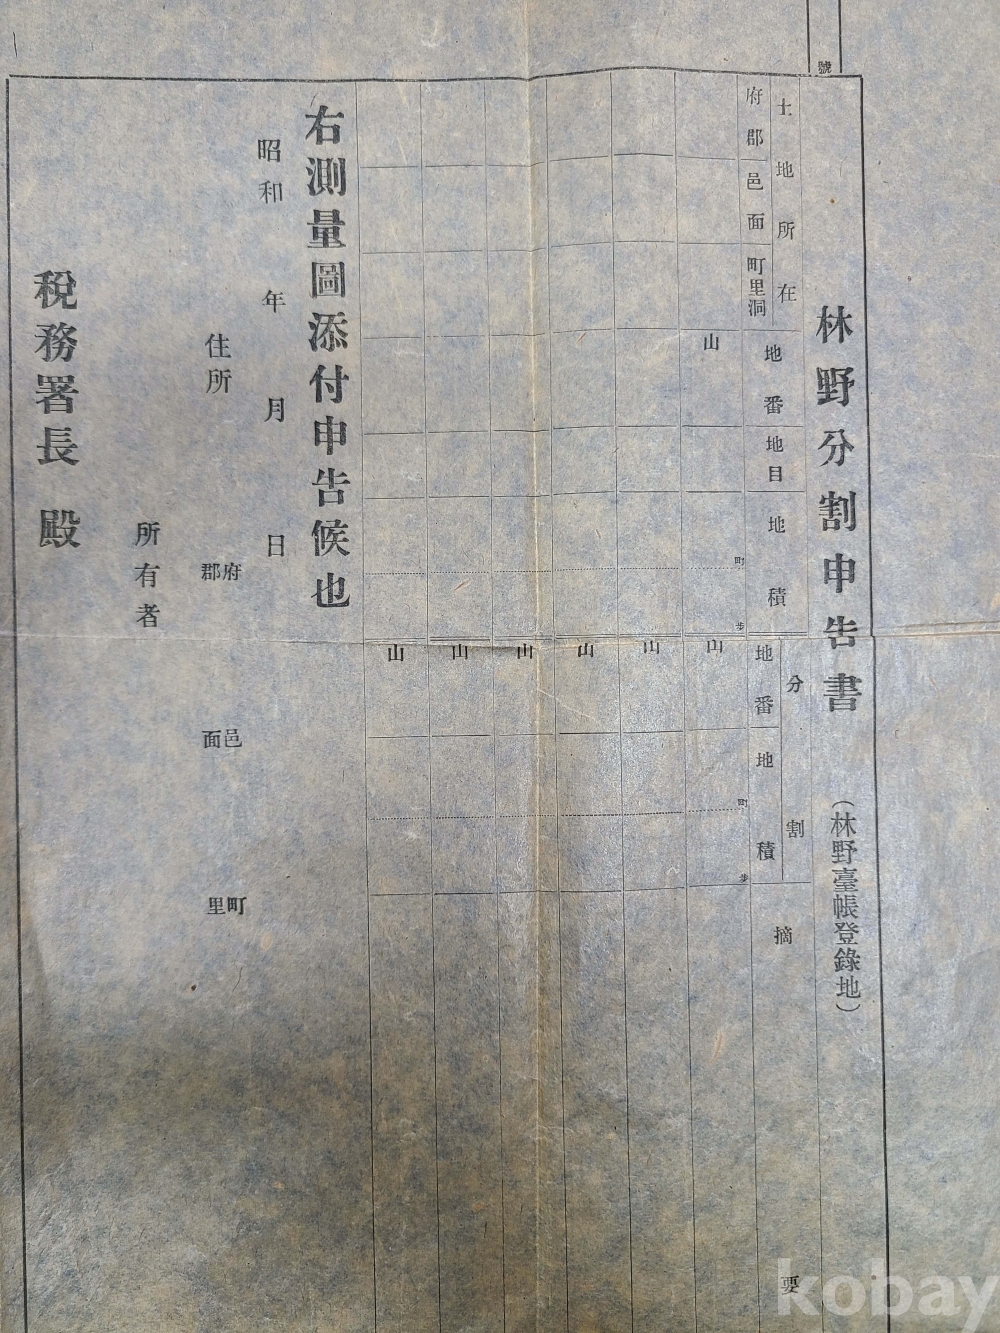 號
林野分割申告書 (林野臺帳登錄地)
土地所在
府郡
邑面
町里洞
地番
地目
地積
分割
地番
地積
摘要
山
町
步
山
町
步
山
山
山
山
山
右測量圖添付申告候也
昭和 年 月 日
住所
府郡
邑面
町里
所有者
稅務署長 殿
kobay